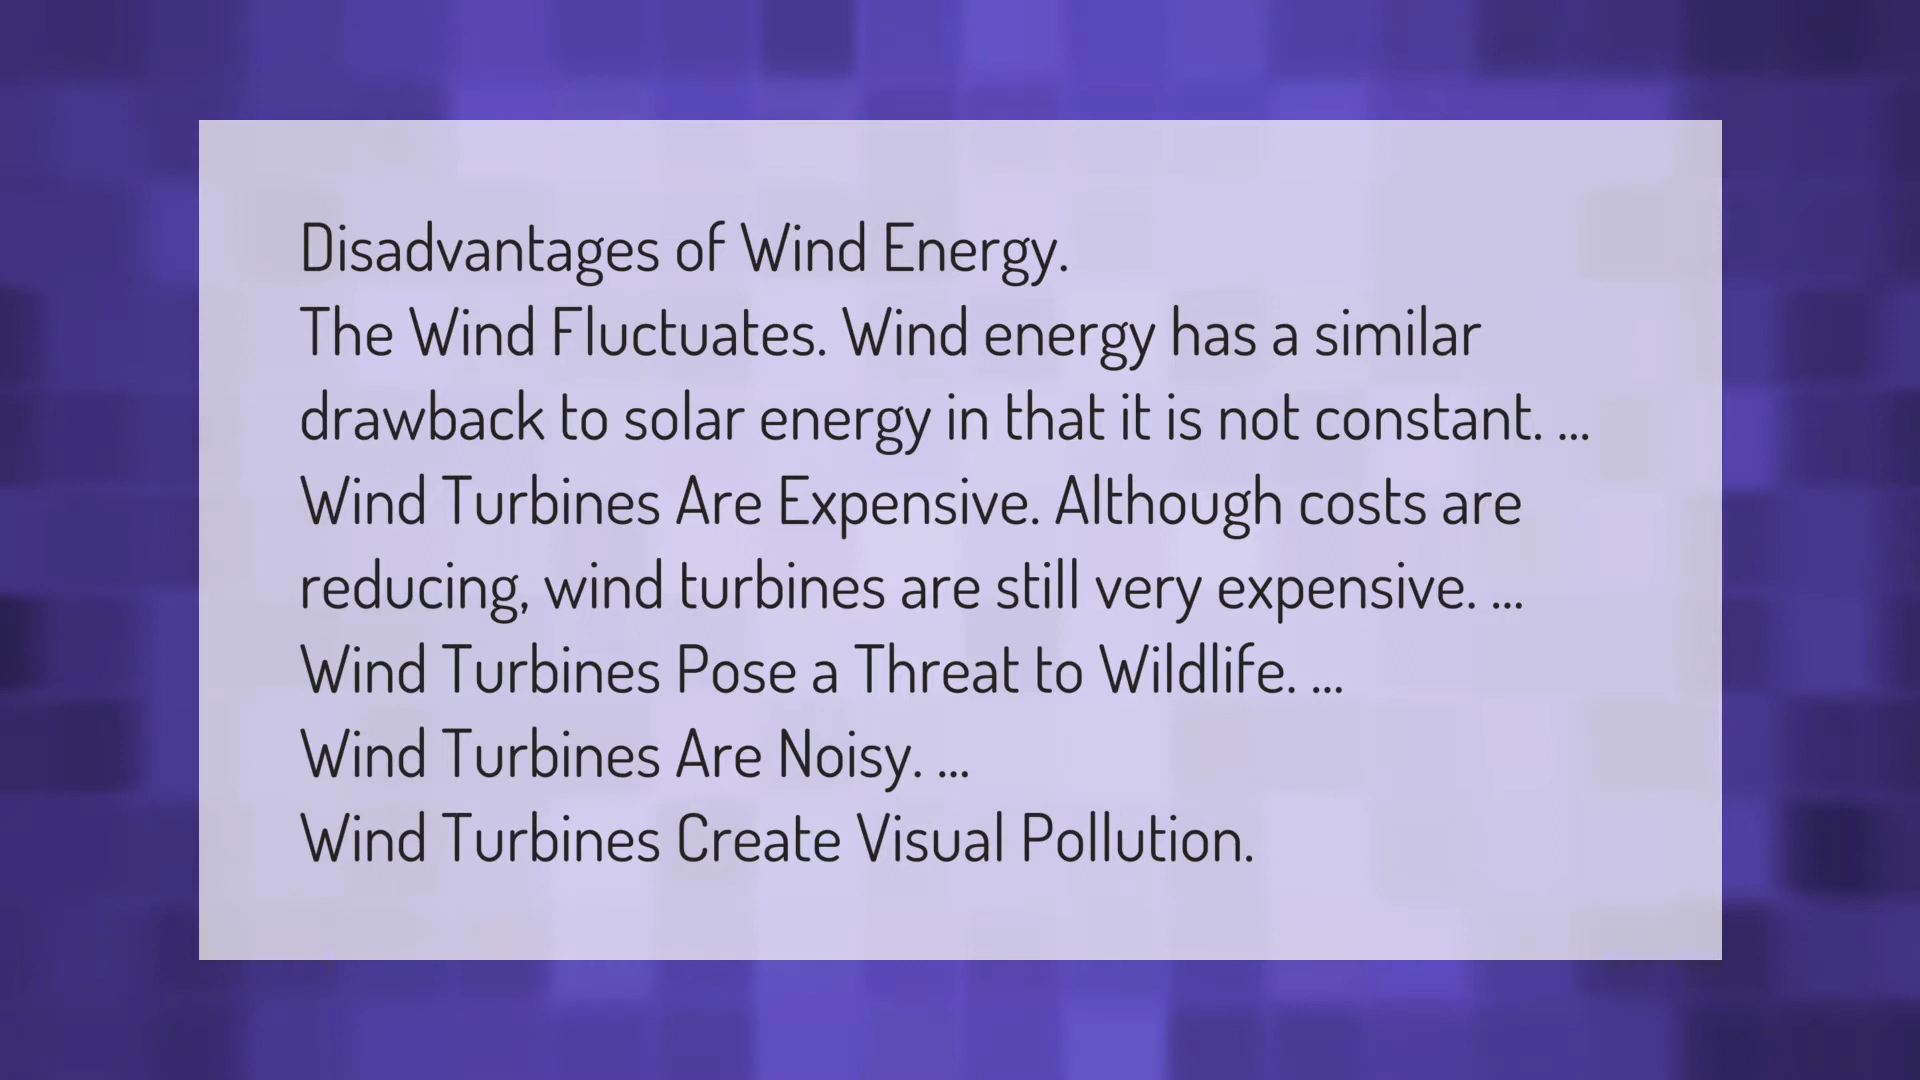 Disadvantages of Wind Energy.
The Wind Fluctuates. Wind energy has a similar
drawback to solar energy in that it is not constant. ...
Wind Turbines Are Expensive. Although costs are
reducing, wind turbines are still very expensive. ...
Wind Turbines Pose a Threat to Wildlife. ...
Wind Turbines Are Noisy. ...
Wind Turbines Create Visual Pollution.